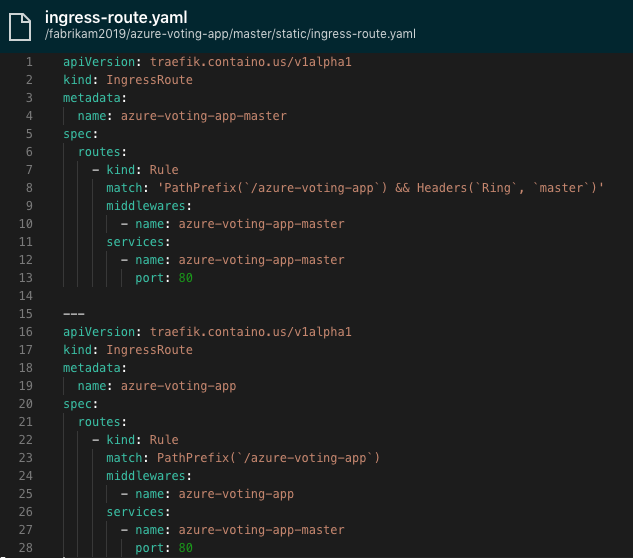 ingress-route.yaml
/fabrikam2019/azure-voting-app/master/static/ingress-route.yaml
1 apiVersion: traefik.containo.us/v1alpha1
2 kind: IngressRoute
3 metadata:
4   name: azure-voting-app-master
5 spec:
6   routes:
7     - kind: Rule
8       match: 'PathPrefix(`/azure-voting-app`) && Headers(`Ring`, `master`)'
9       middlewares:
10         - name: azure-voting-app-master
11       services:
12         - name: azure-voting-app-master
13           port: 80
14
15 ---
16 apiVersion: traefik.containo.us/v1alpha1
17 kind: IngressRoute
18 metadata:
19   name: azure-voting-app
20 spec:
21   routes:
22     - kind: Rule
23       match: PathPrefix(`/azure-voting-app`)
24       middlewares:
25         - name: azure-voting-app
26       services:
27         - name: azure-voting-app-master
28           port: 80